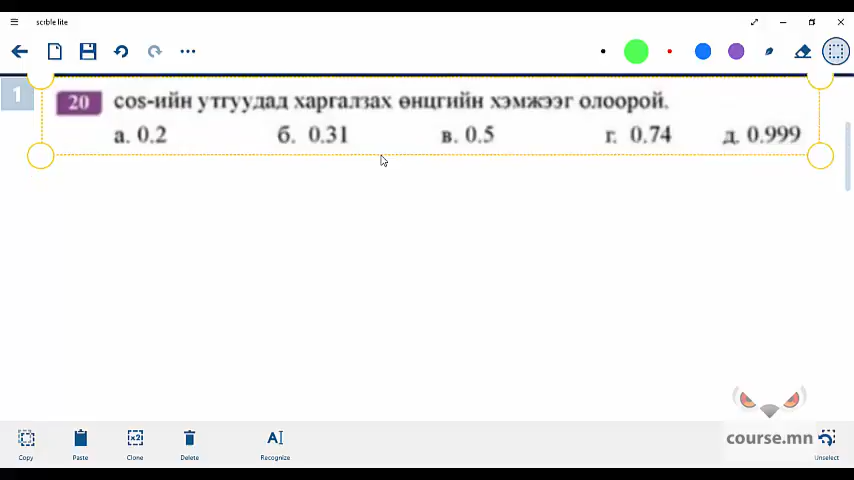 scrble lite
1
20 cos-ийн утгуудад харгалзах өнцгийн хэмжээг олоорой.
а. 0.2 б. 0.31 в. 0.5 г. 0.74 д. 0.999
course.mn
Copy Paste Clone Delete Recognize Unselect